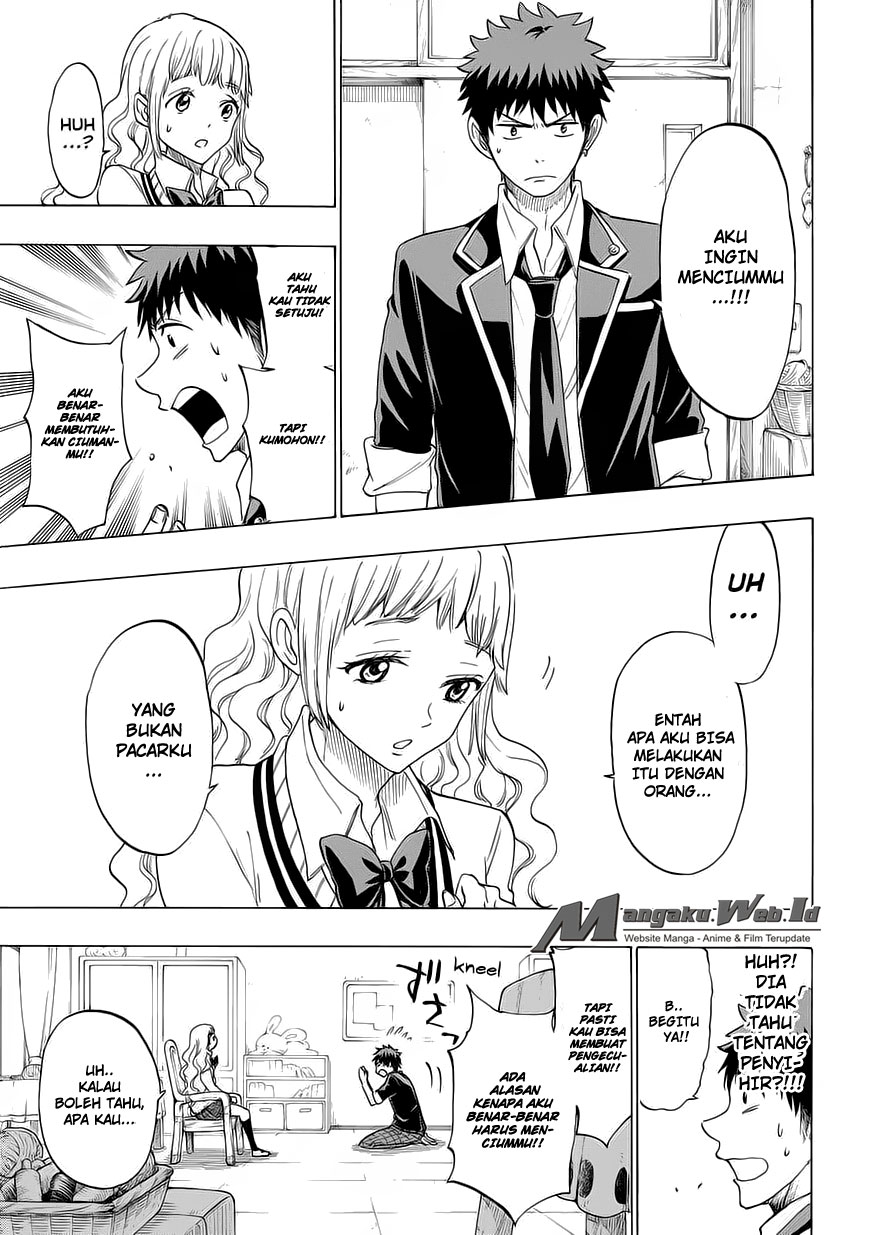 AKU
INGIN
MENCIUMMU
...!!!
HUH
...?
AKU
TAHU
KAU TIDAK
SETUJU!
TAPI
KUMOHON!!
AKU
BENAR-
BENAR
MEMBUTUH-
KAN CIUMAN-
MU!!
UH
...
ENTAH
APA AKU BISA
MELAKUKAN
ITU DENGAN
ORANG...
YANG
BUKAN
PACARKU
...
Mangaku.Web.Id
Website Manga - Anime & Film Terupdate
HUH?!
DIA
TIDAK
TAHU
TENTANG
PENYI-
HIR?!!!
B..
BEGITU
YA!!
TAPI
PASTI
KAU BISA
MEMBUAT
PENGECU-
ALIAN!!
ADA
ALASAN
KENAPA AKU
BENAR-BENAR
HARUS MEN-
CIUMMU!!
kneel
UH..
KALAU
BOLEH TAHU,
APA KAU...